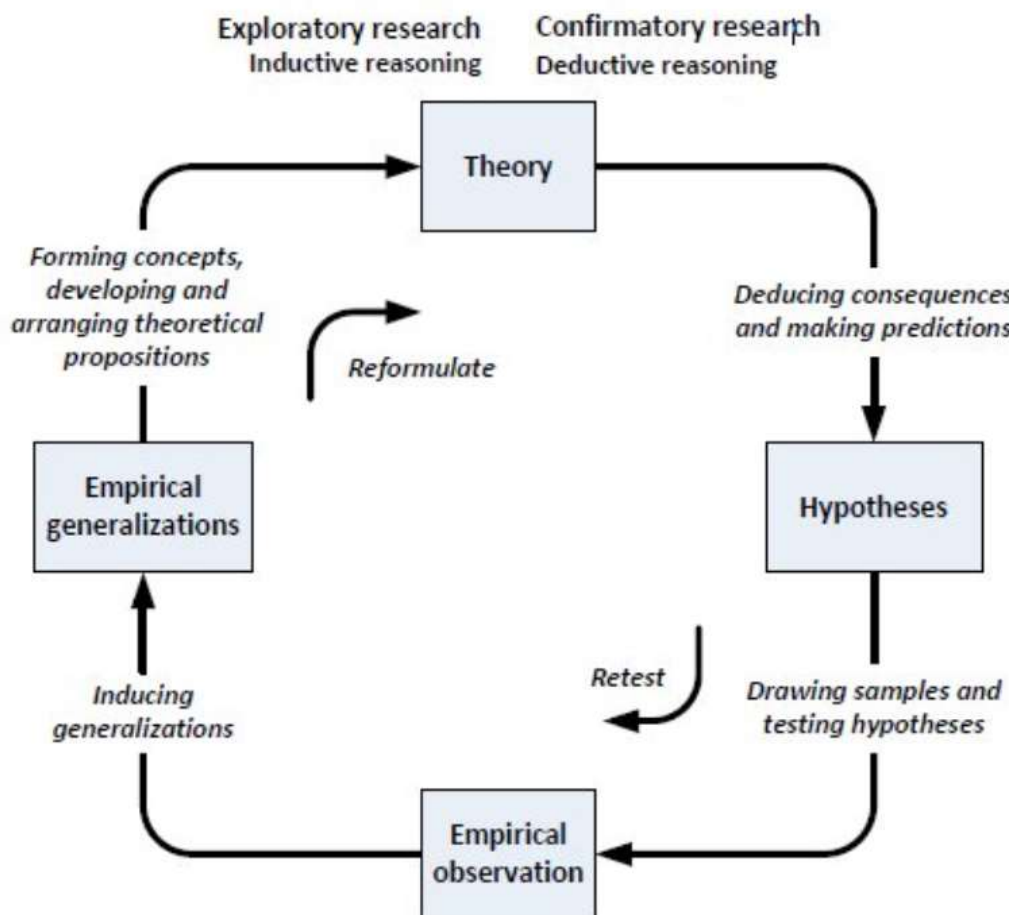 Exploratory research
Inductive reasoning
Confirmatory research
Deductive reasoning
Theory
Forming concepts,
developing and
arranging theoretical
propositions
Deducing consequences
and making predictions
Reformulate
Empirical
generalizations
Hypotheses
Inducing
generalizations
Retest
Drawing samples and
testing hypotheses
Empirical
observation